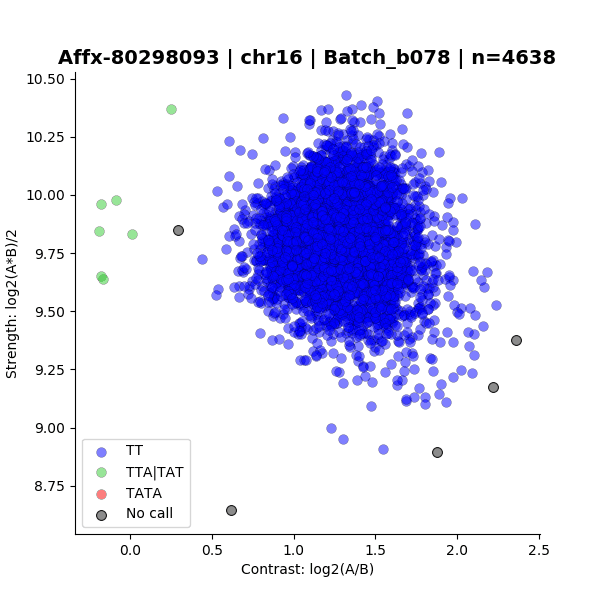 Affx-80298093 | chr16 | Batch_b078 | n=4638
10.50
10.25
10.00
9.75
9.50
9.25
9.00
8.75
Strength: log2(A*B)/2
TT
TTA|TAT
TATA
No call
0.0 0.5 1.0 1.5 2.0 2.5
Contrast: log2(A/B)